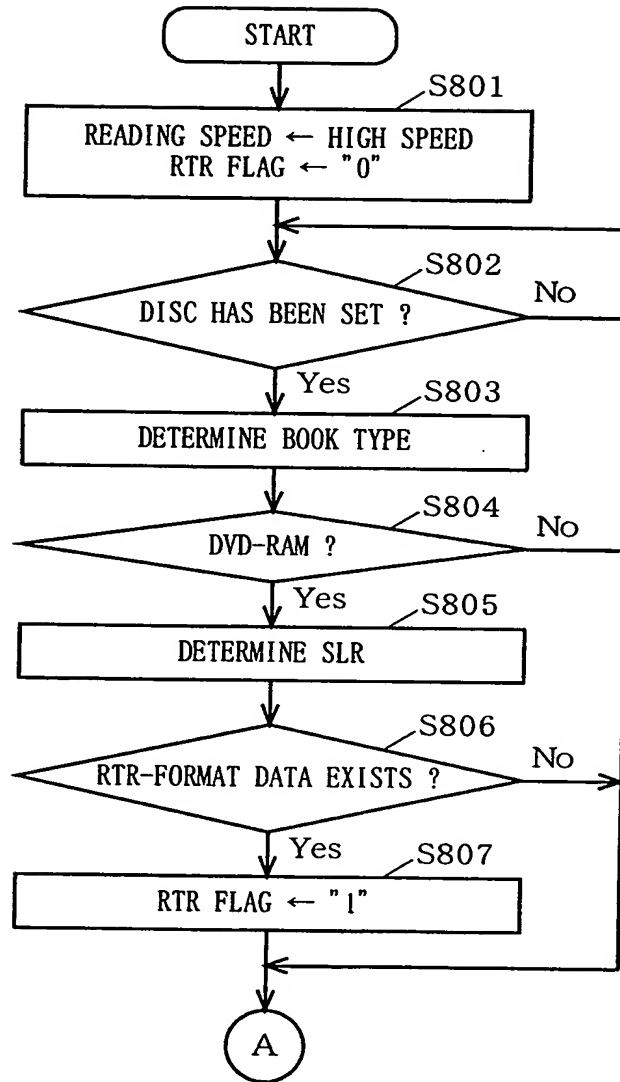 START
S801
READING SPEED ← HIGH SPEED
RTR FLAG ← "0"
S802
DISC HAS BEEN SET ?
No
Yes
S803
DETERMINE BOOK TYPE
S804
DVD-RAM ?
No
Yes
S805
DETERMINE SLR
S806
RTR-FORMAT DATA EXISTS ?
No
Yes
S807
RTR FLAG ← "1"
A